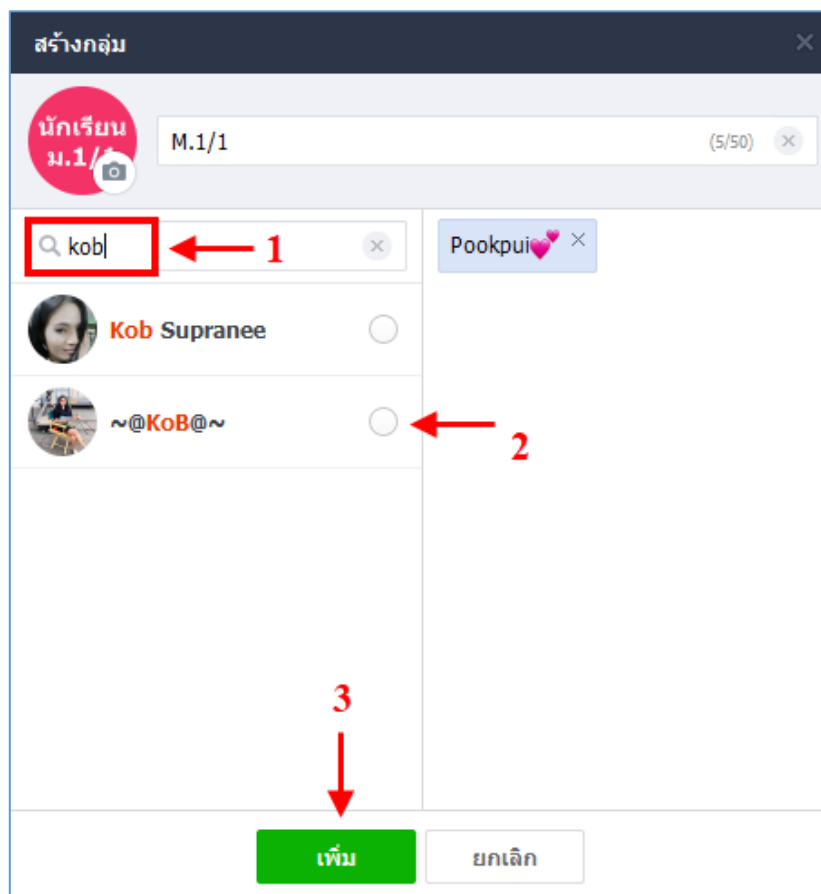 สร้างกลุ่ม
นักเรียน
ม.1/
M.1/1 (5/50)
kob 1
Pookpui💕
Kob Supranee
~@KoB@~
2
3
เพิ่ม ยกเลิก